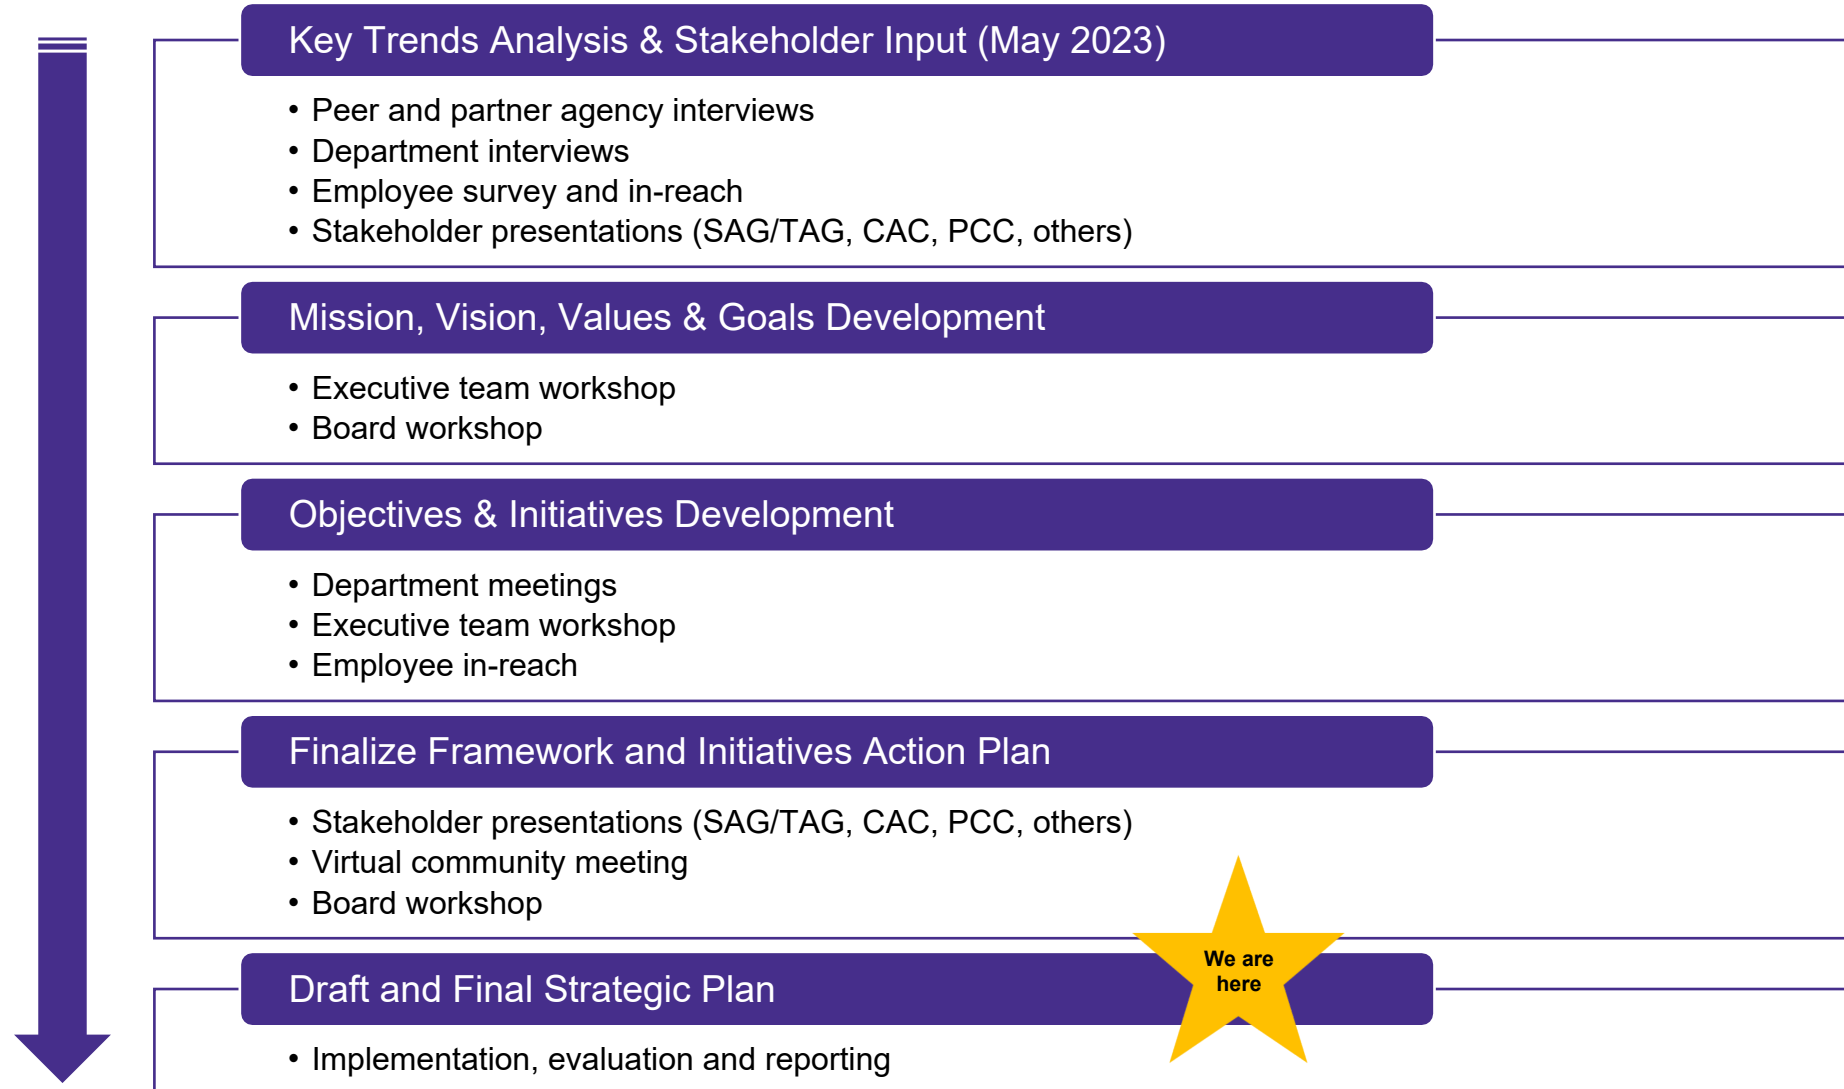 Key Trends Analysis & Stakeholder Input (May 2023)
• Peer and partner agency interviews
• Department interviews
• Employee survey and in-reach
• Stakeholder presentations (SAG/TAG, CAC, PCC, others)
Mission, Vision, Values & Goals Development
• Executive team workshop
• Board workshop
Objectives & Initiatives Development
• Department meetings
• Executive team workshop
• Employee in-reach
Finalize Framework and Initiatives Action Plan
• Stakeholder presentations (SAG/TAG, CAC, PCC, others)
• Virtual community meeting
• Board workshop
We are
here
Draft and Final Strategic Plan
• Implementation, evaluation and reporting